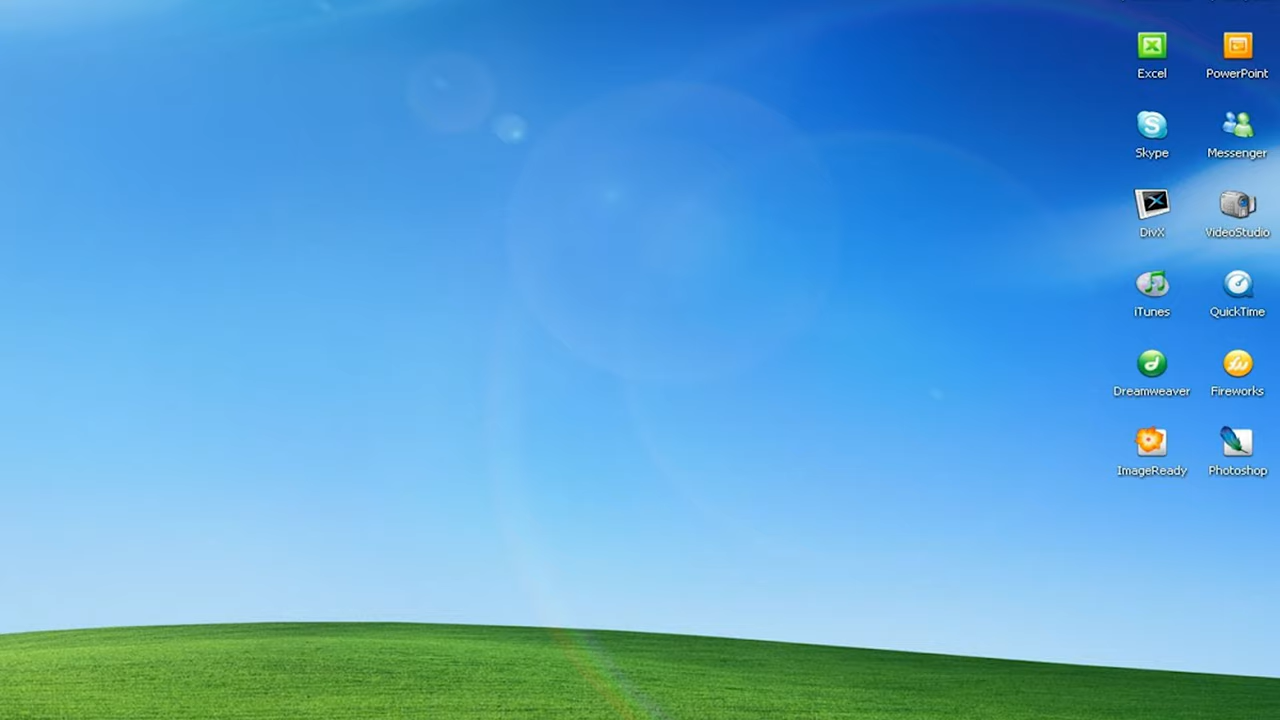 Excel PowerPoint
Skype Messenger
DivX VideoStudio
iTunes QuickTime
Dreamweaver Fireworks
ImageReady Photoshop